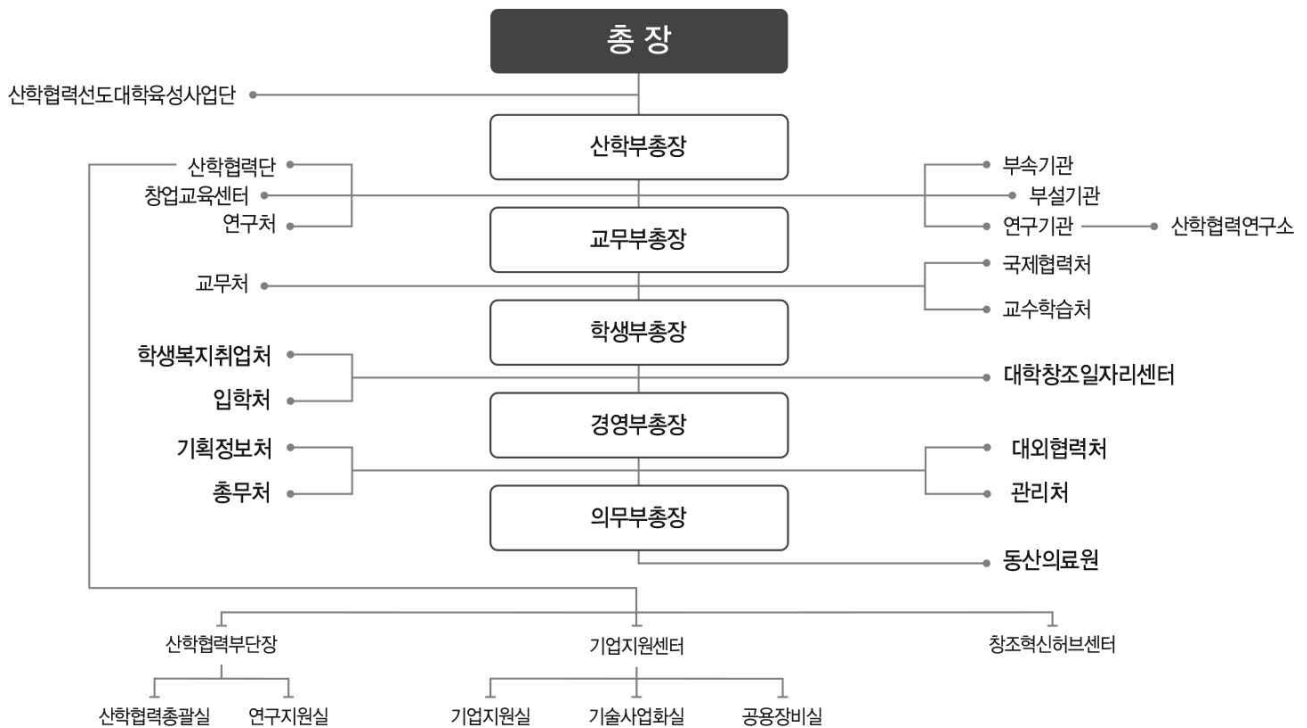 총 장
산학협력선도대학육성사업단
산학부총장
산학협력단
부속기관
창업교육센터
부설기관
연구처
연구기관
산학협력연구소
교무부총장
국제협력처
교무처
교수학습처
학생부총장
학생복지취업처
대학창조일자리센터
입학처
경영부총장
기획정보처
대외협력처
총무처
관리처
의무부총장
동산의료원
산학협력부단장
기업지원센터
창조혁신허브센터
산학협력총괄실
연구지원실
기업지원실
기술사업화실
공용장비실